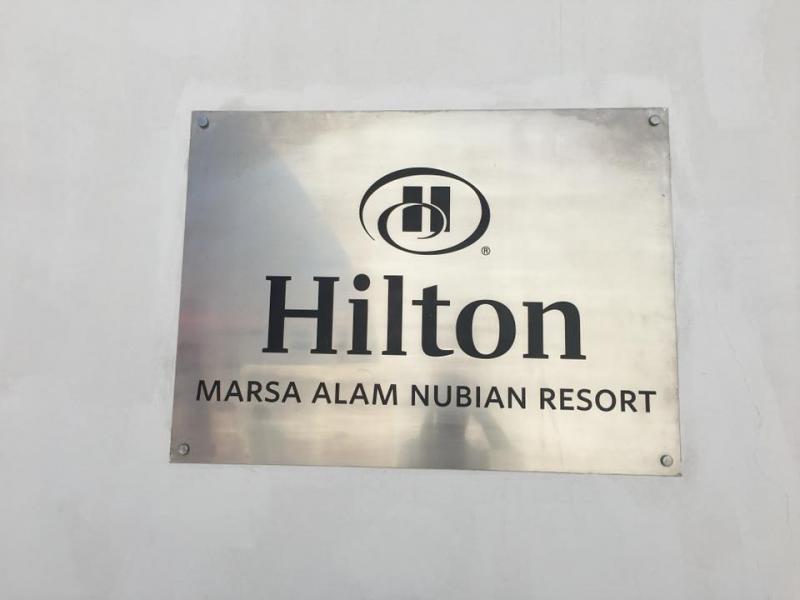 H
®
Hilton
MARSA ALAM NUBIAN RESORT